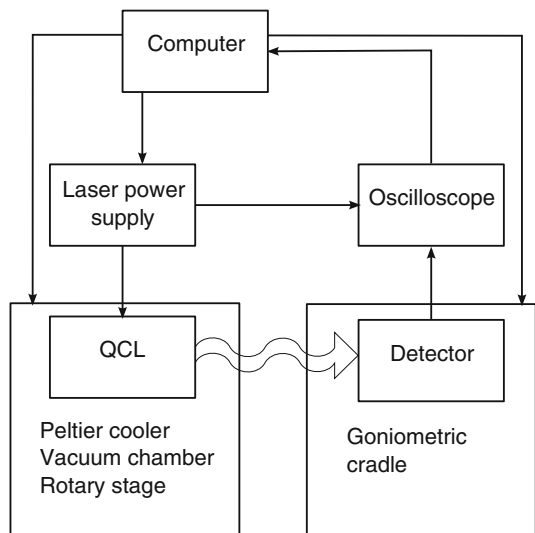 Computer
Laser power
supply
Oscilloscope
QCL
Detector
Peltier cooler
Vacuum chamber
Rotary stage
Goniometric
cradle